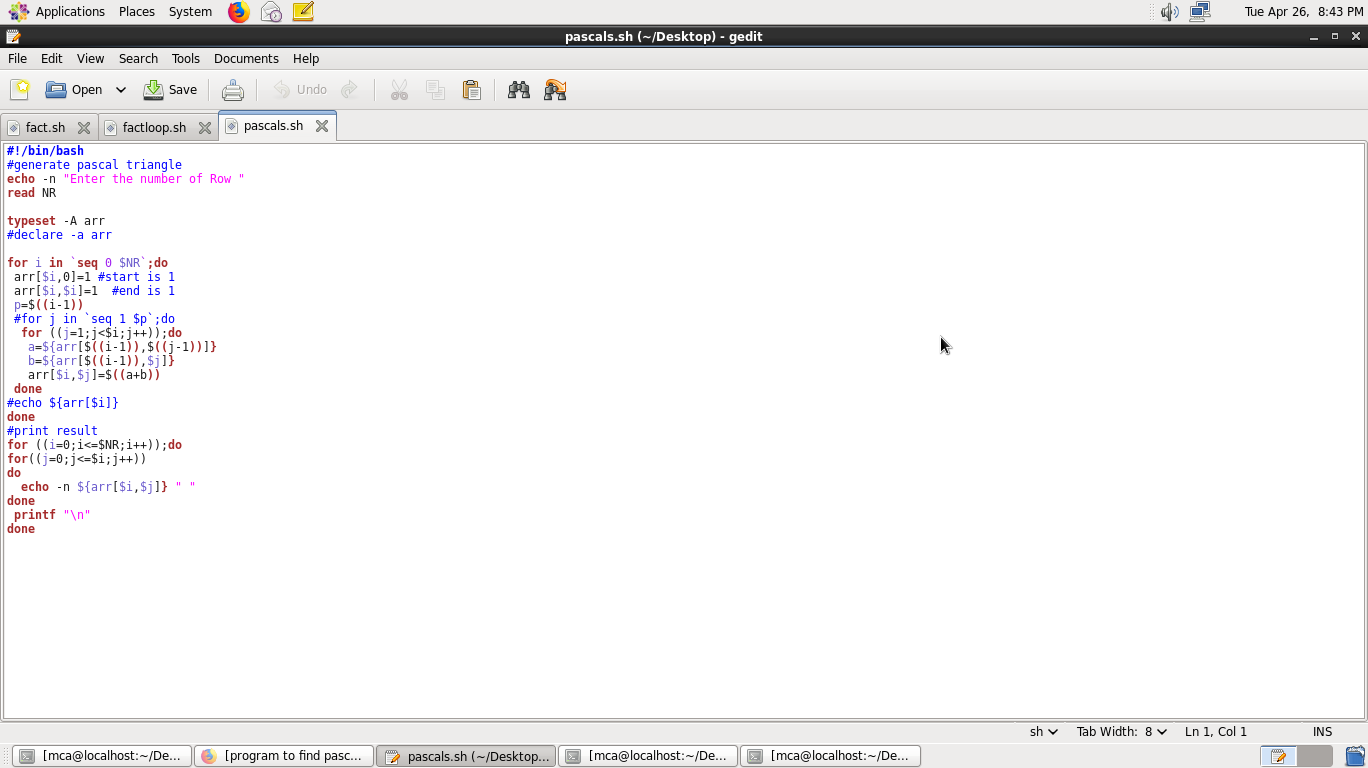 Applications Places System Tue Apr 26, 8:43 PM
pascals.sh (~/Desktop) - gedit
File Edit View Search Tools Documents Help
Open Save Undo
fact.sh factloop.sh pascals.sh
#!/bin/bash
#generate pascal triangle
echo -n "Enter the number of Row "
read NR
typeset -A arr
#declare -a arr
for i in `seq 0 $NR`;do
 arr[$i,0]=1 #start is 1
 arr[$i,$i]=1  #end is 1
 p=$((i-1))
 #for j in `seq 1 $p`;do
  for ((j=1;j<$i;j++));do
   a=${arr[$((i-1)),$((j-1))]}
   b=${arr[$((i-1)),$j]}
   arr[$i,$j]=$((a+b))
 done
#echo ${arr[$i]}
done
#print result
for ((i=0;i<=$NR;i++));do
for((j=0;j<=$i;j++))
do
  echo -n ${arr[$i,$j]} " "
done
 printf "\n"
done
sh Tab Width: 8 Ln 1, Col 1 INS
[mca@localhost:~/De... [program to find pasc... pascals.sh (~/Desktop... [mca@localhost:~/De... [mca@localhost:~/De...